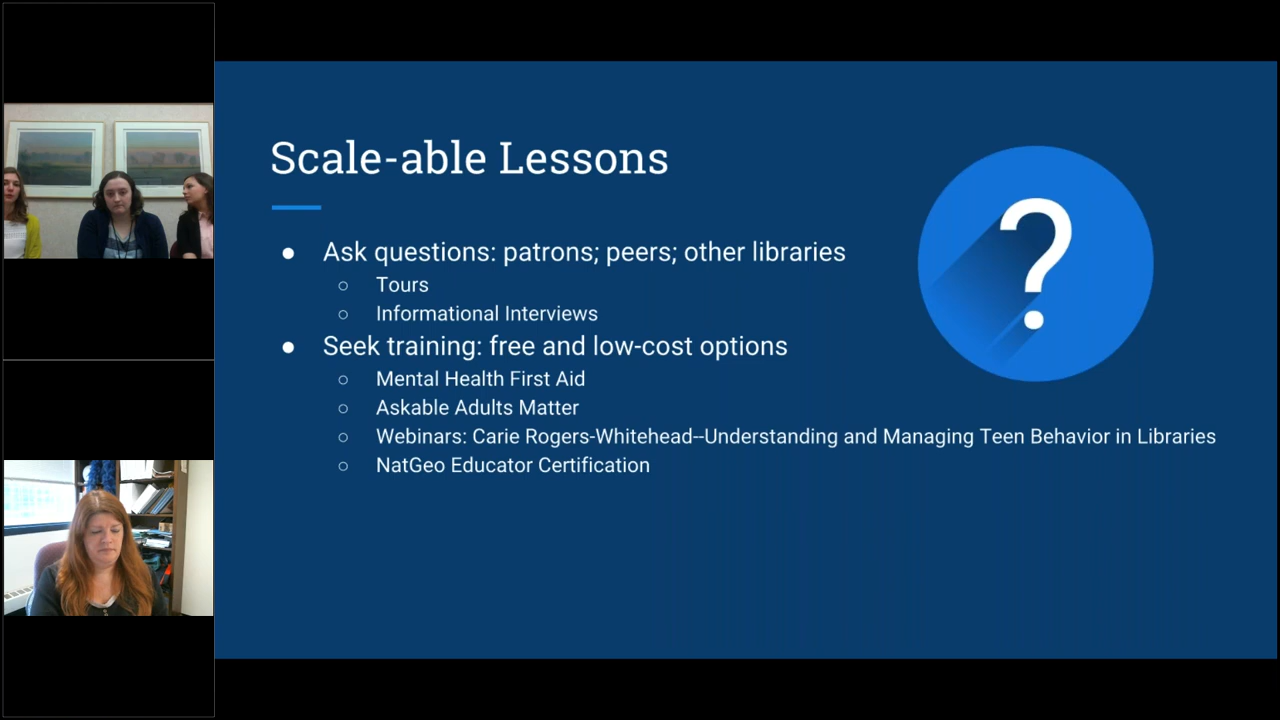 Scale-able Lessons
● Ask questions: patrons; peers; other libraries
○ Tours
○ Informational Interviews
● Seek training: free and low-cost options
○ Mental Health First Aid
○ Askable Adults Matter
○ Webinars: Carie Rogers-Whitehead--Understanding and Managing Teen Behavior in Libraries
○ NatGeo Educator Certification
?